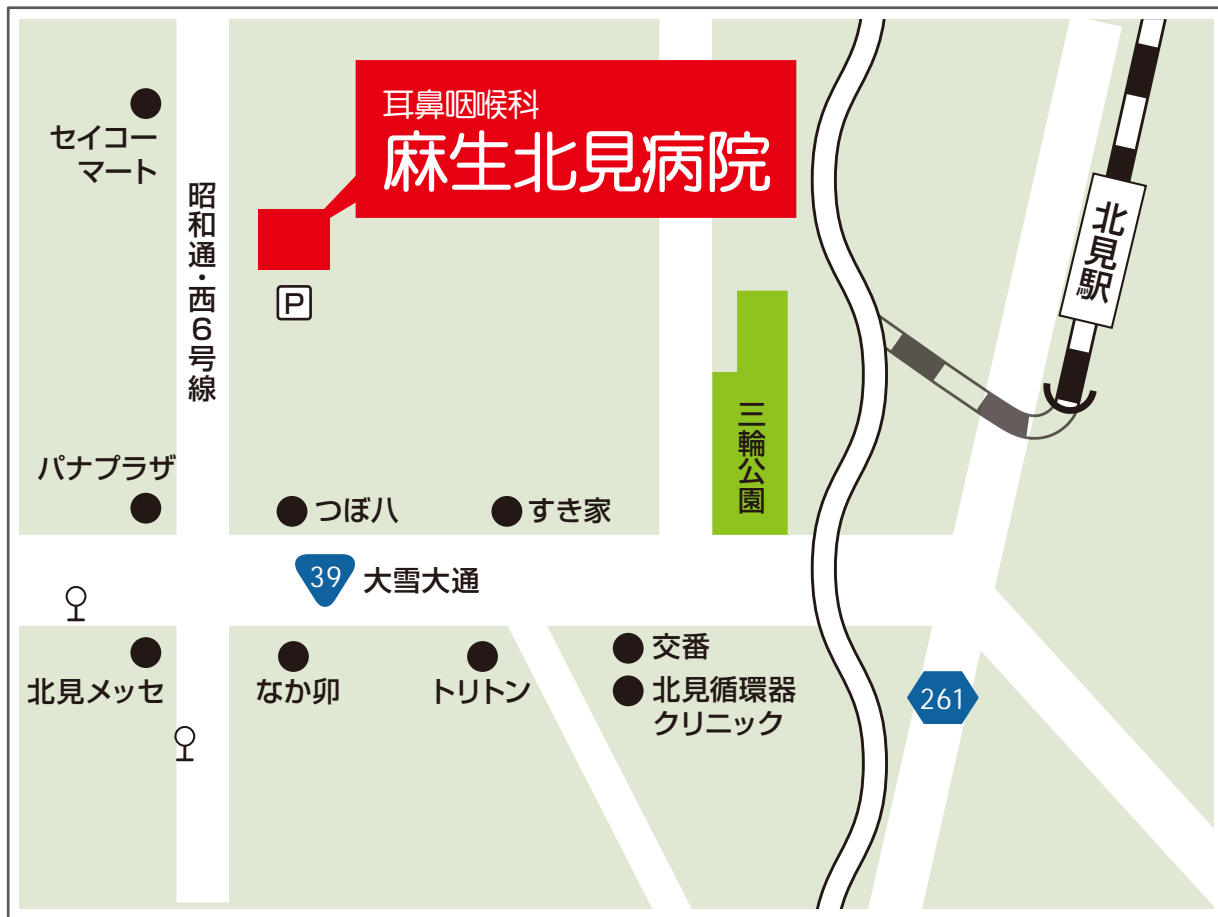 耳鼻咽喉科
麻生北見病院
セイコー
マート
昭和通・西6号線
P
北見駅
三輪公園
パナプラザ
つぼ八
すき家
39
大雪大通
北見メッセ
なか卯
トリトン
交番
北見循環器
クリニック
261